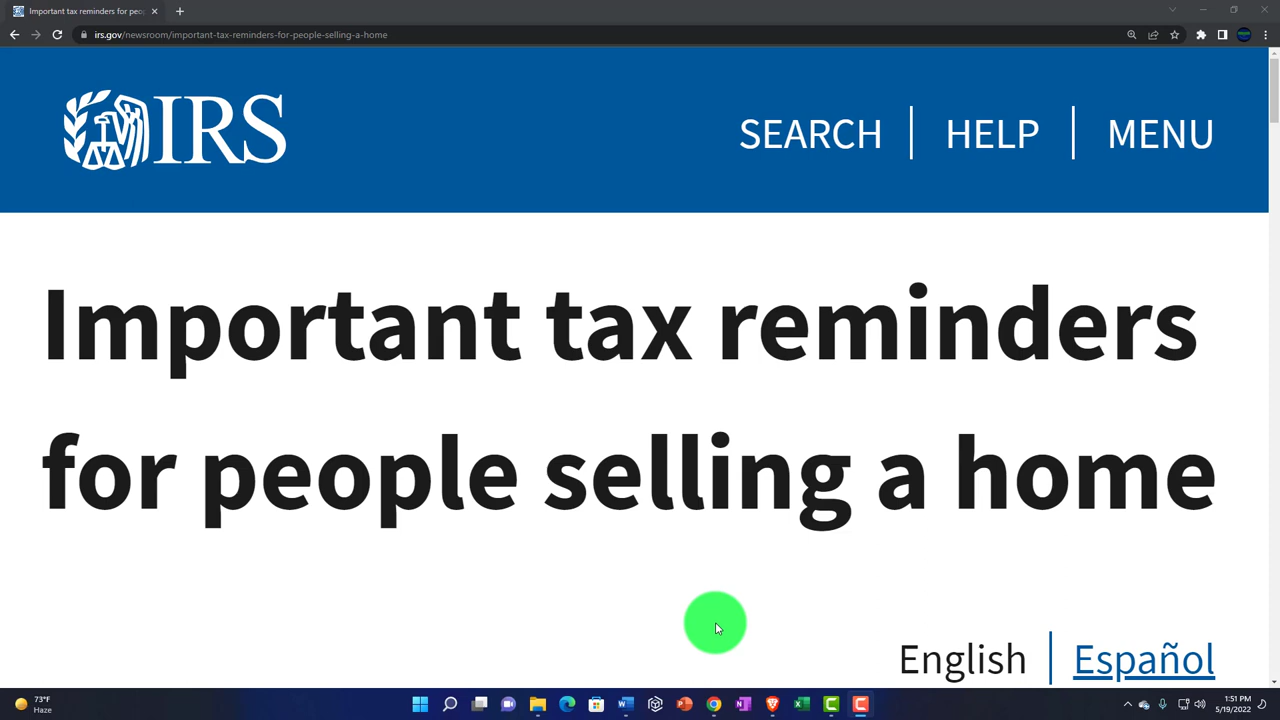 Important tax reminders for peo
irs.gov/newsroom/important-tax-reminders-for-people-selling-a-home
IRS
SEARCH
HELP
MENU
Important tax reminders
for people selling a home
English
Español
73°F
Haze
1:51 PM
5/19/2022